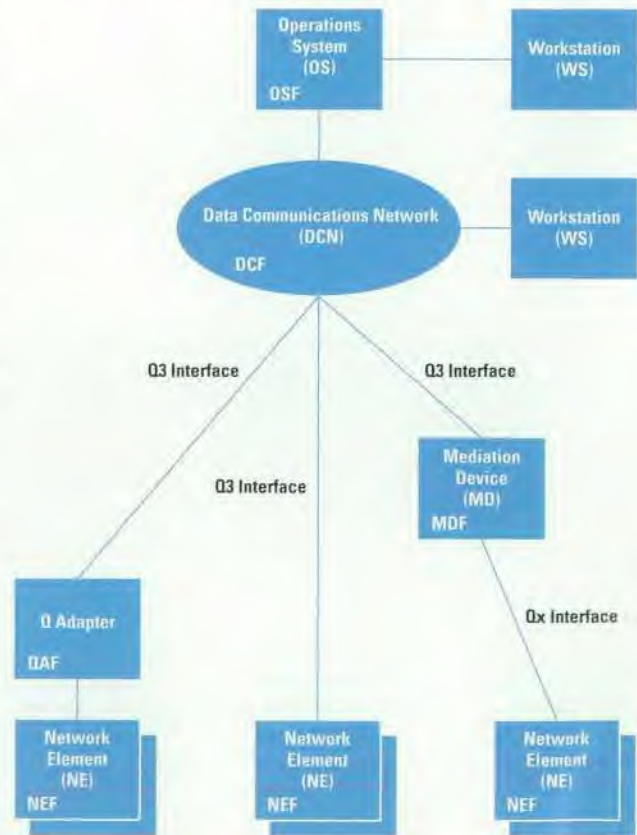 Operations
System
(OS)
OSF
Workstation
(WS)
Data Communications Network
(DCN)
DCF
Workstation
(WS)
Q3 Interface
Q3 Interface
Q3 Interface
Mediation
Device
(MD)
MDF
Q Adapter
QAF
Qx Interface
Network
Element
(NE)
NEF
Network
Element
(NE)
NEF
Network
Element
(NE)
NEF